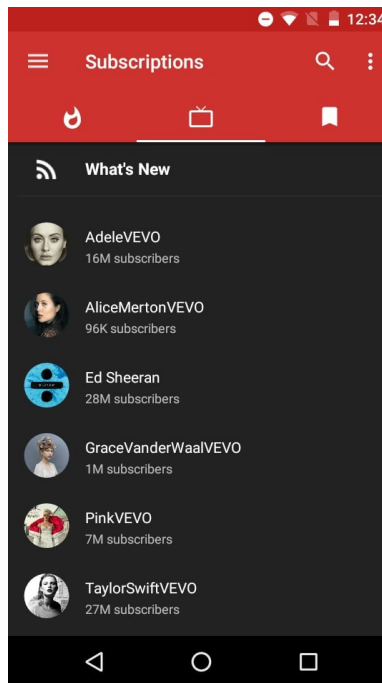 12:34
Subscriptions
What's New
AdeleVEVO
16M subscribers
AliceMertonVEVO
96K subscribers
Ed Sheeran
28M subscribers
GraceVanderWaalVEVO
1M subscribers
PinkVEVO
7M subscribers
TaylorSwiftVEVO
27M subscribers